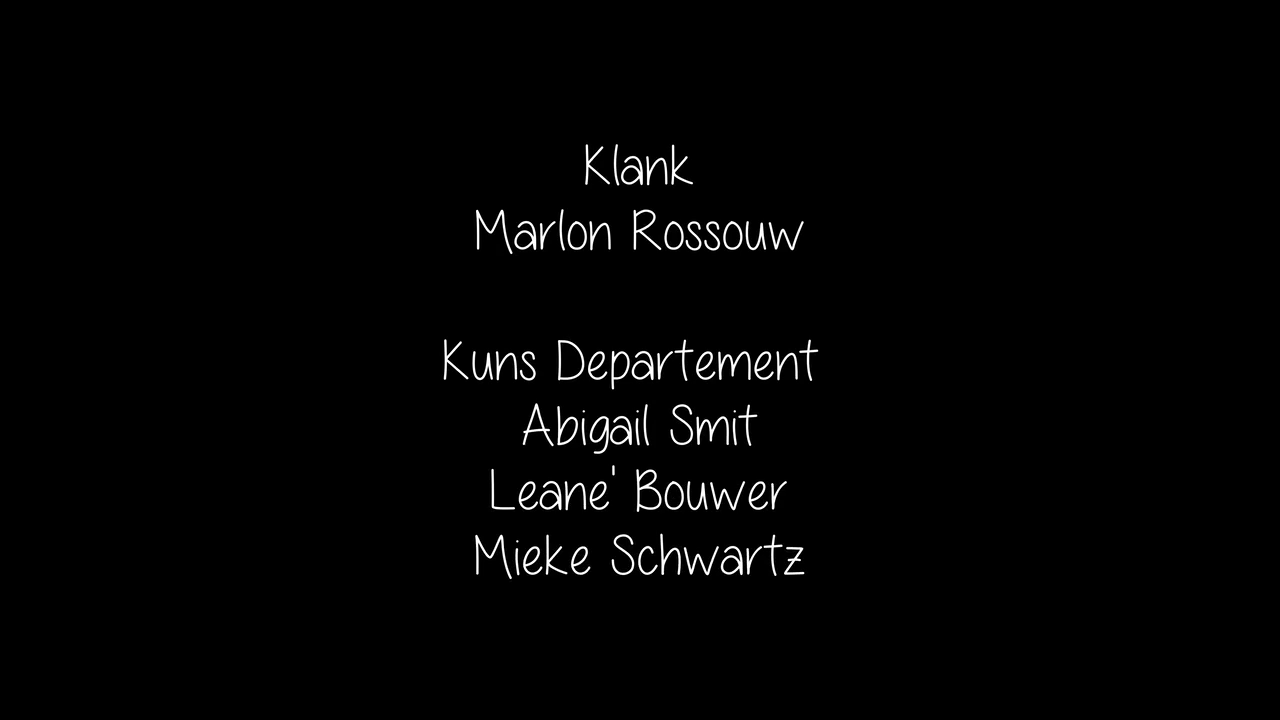 Klank
Marlon Rossouw
Kuns Departement
Abigail Smit
Leane' Bouwer
Mieke Schwartz